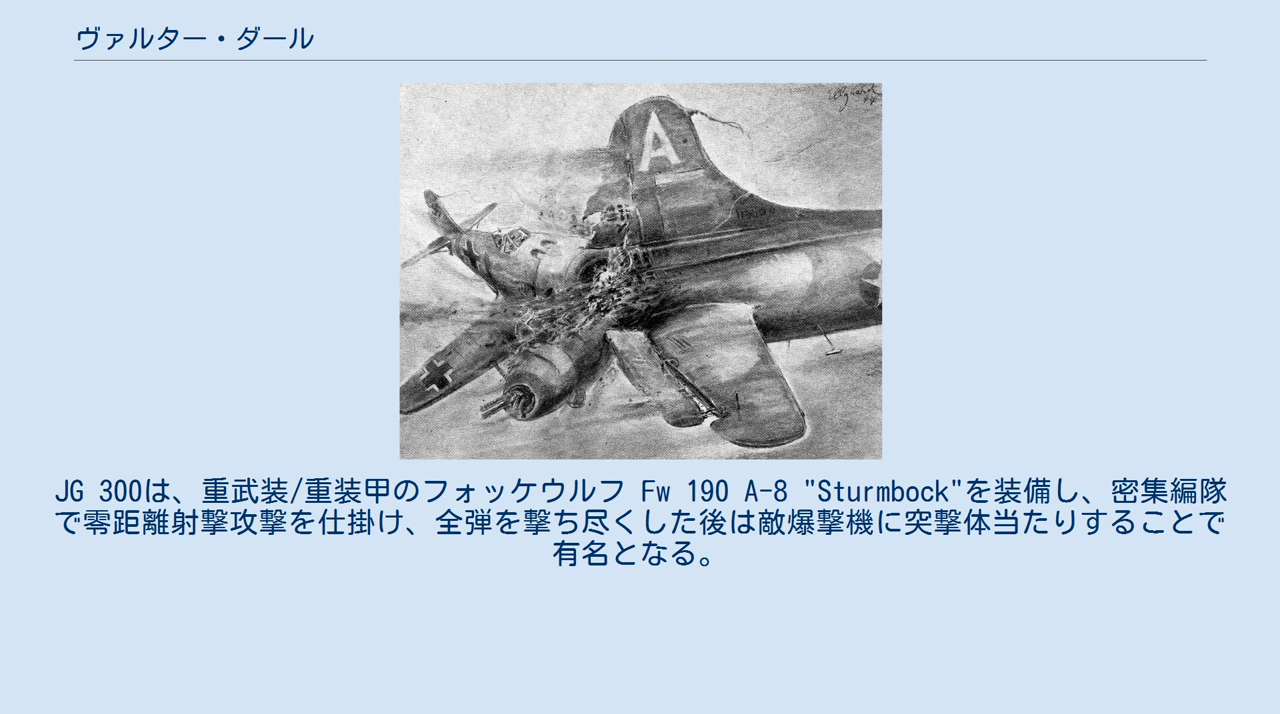 ヴァルター・ダール
A
JG 300は、重武装/重装甲のフォッケウルフ Fw 190 A-8 "Sturmbock"を装備し、密集編隊
で零距離射撃攻撃を仕掛け、全弾を撃ち尽くした後は敵爆撃機に突撃体当たりすることで
有名となる。